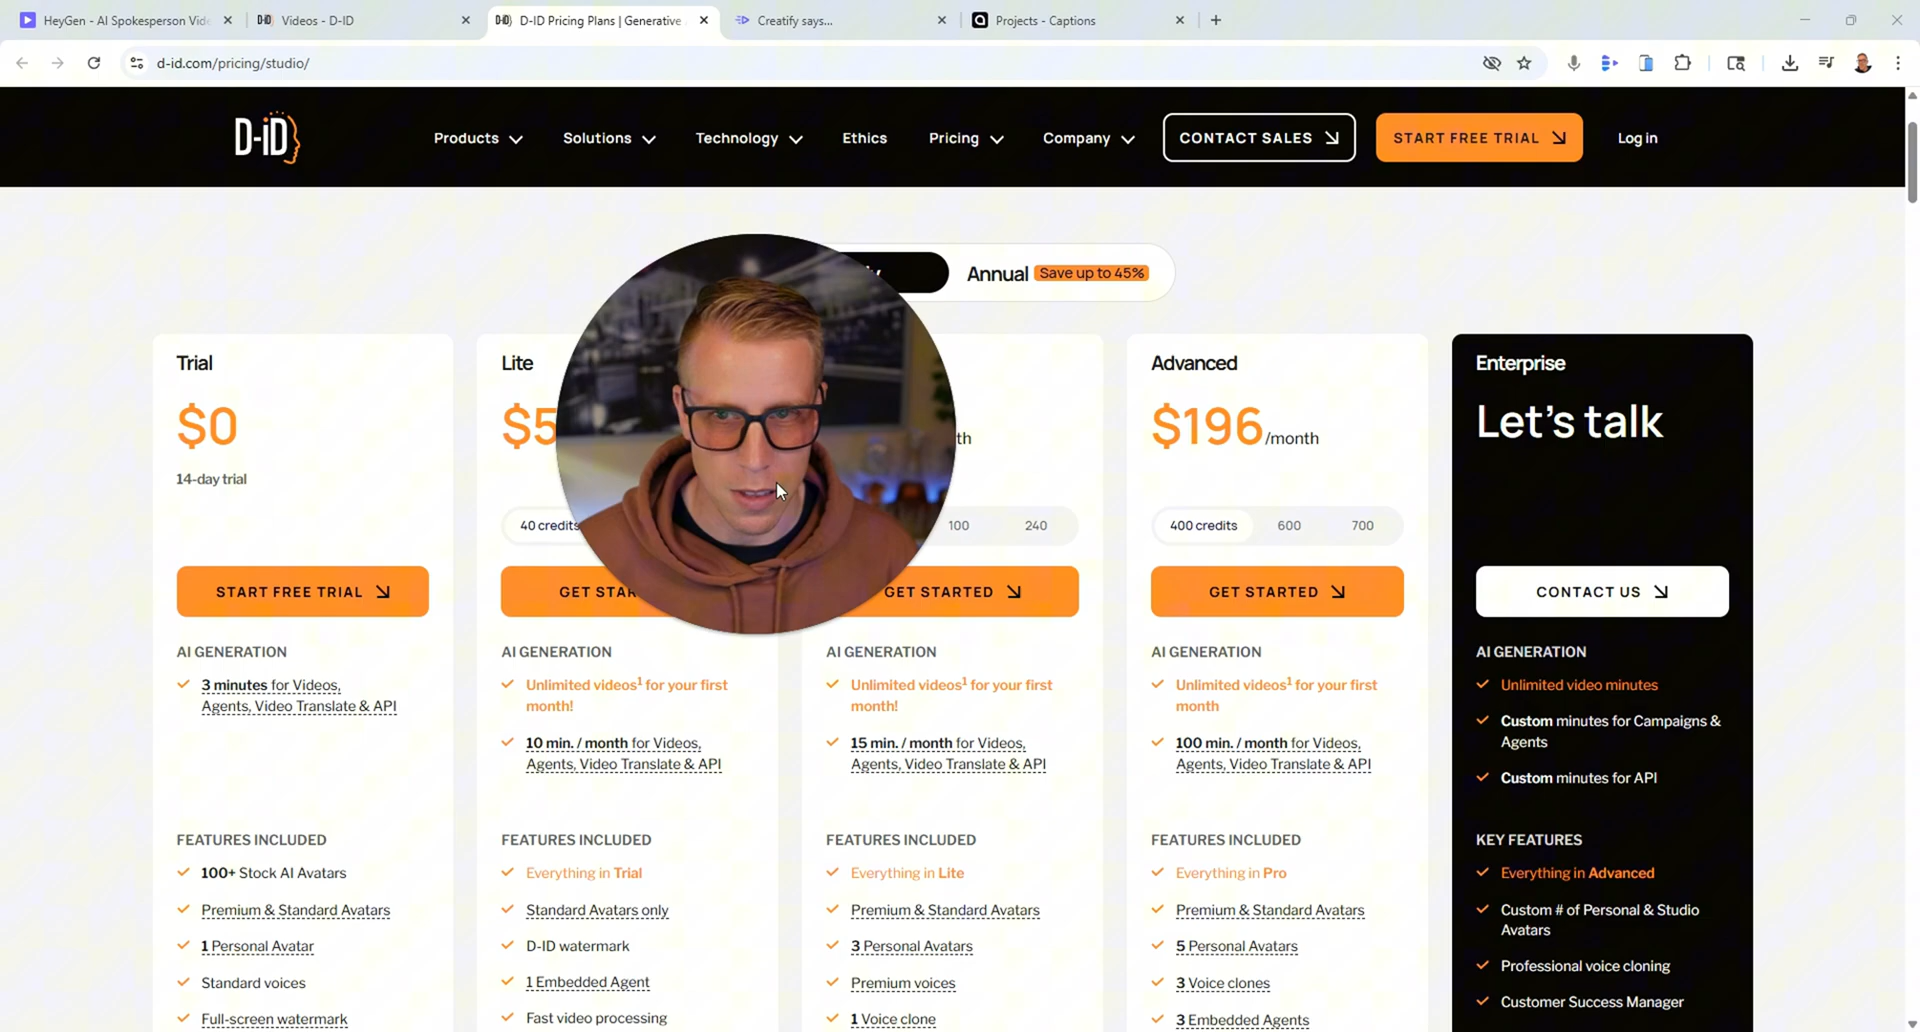 HeyGen - AI Spokesperson Vide
Videos - D-ID
D-ID Pricing Plans | Generative
Creatify says...
Projects - Captions
d-id.com/pricing/studio/
D-iD
Products
Solutions
Technology
Ethics
Pricing
Company
CONTACT SALES
START FREE TRIAL
Log in
Annual Save up to 45%
Trial
$0
14-day trial
START FREE TRIAL
AI GENERATION
3 minutes for Videos,
Agents, Video Translate & API
FEATURES INCLUDED
100+ Stock AI Avatars
Premium & Standard Avatars
1 Personal Avatar
Standard voices
Full-screen watermark
Lite
$5
40 credits
GET STAR
AI GENERATION
Unlimited videos¹ for your first
month!
10 min. / month for Videos,
Agents, Video Translate & API
FEATURES INCLUDED
Everything in Trial
Standard Avatars only
D-ID watermark
1 Embedded Agent
Fast video processing
th
100
240
GET STARTED
AI GENERATION
Unlimited videos¹ for your first
month!
15 min. / month for Videos,
Agents, Video Translate & API
FEATURES INCLUDED
Everything in Lite
Premium & Standard Avatars
3 Personal Avatars
Premium voices
1 Voice clone
Advanced
$196/month
400 credits
600
700
GET STARTED
AI GENERATION
Unlimited videos¹ for your first
month
100 min. / month for Videos,
Agents, Video Translate & API
FEATURES INCLUDED
Everything in Pro
Premium & Standard Avatars
5 Personal Avatars
3 Voice clones
3 Embedded Agents
Enterprise
Let's talk
CONTACT US
AI GENERATION
Unlimited video minutes
Custom minutes for Campaigns &
Agents
Custom minutes for API
KEY FEATURES
Everything in Advanced
Custom # of Personal & Studio
Avatars
Professional voice cloning
Customer Success Manager